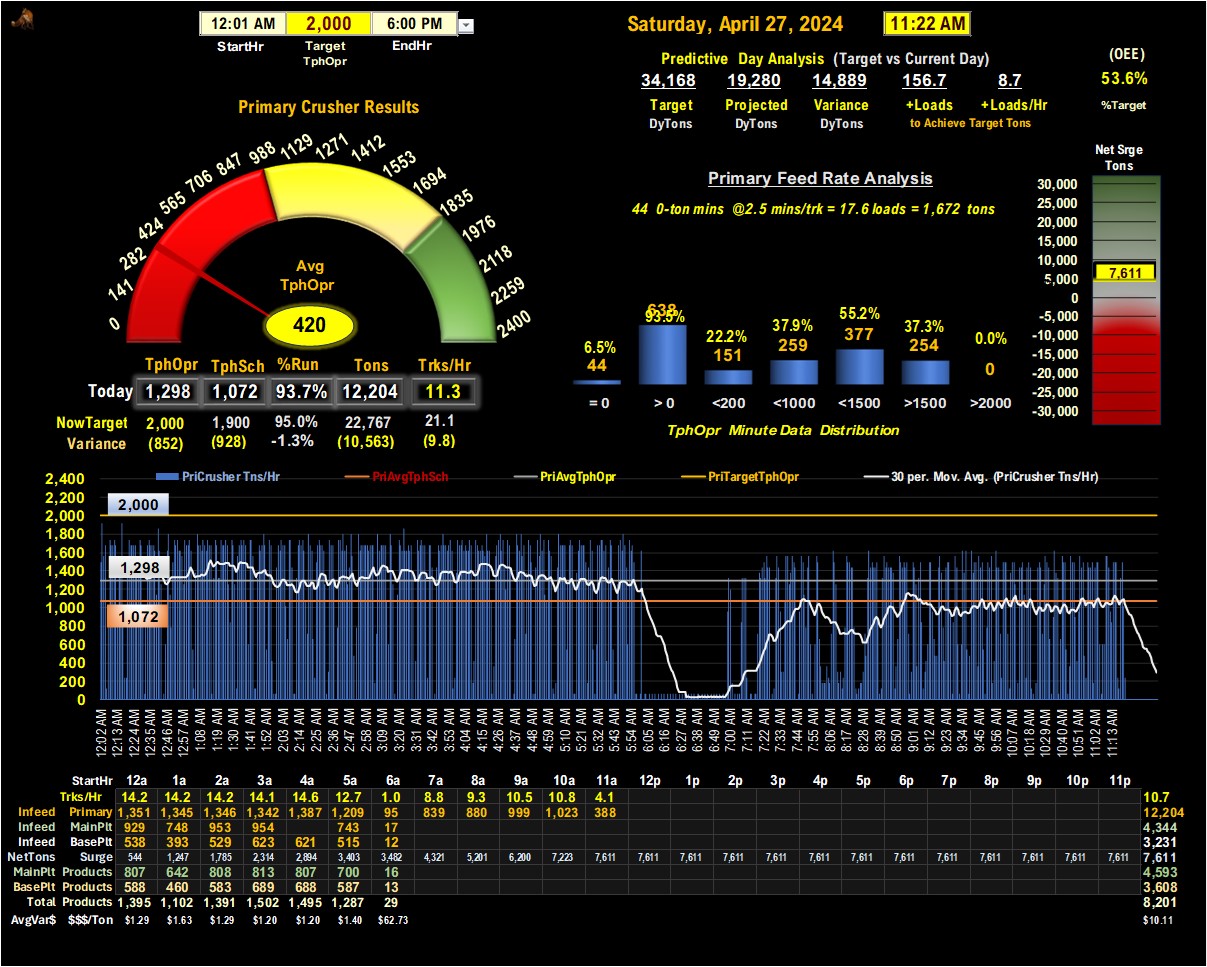 12:01 AM 2,000 6:00 PM
StartHr Target TphOpr EndHr
Saturday, April 27, 2024 11:22 AM
Predictive Day Analysis (Target vs Current Day)
34,168 19,280 14,889 156.7 8.7
Target Projected Variance +Loads +Loads/Hr
DyTons DyTons DyTons to Achieve Target Tons
(OEE)
53.6%
%Target
Primary Crusher Results
0 141 282 424 565 706 847 988 1129 1271 1412 1553 1694 1835 1976 2118 2259 2400
Avg
TphOpr
420
TphOpr TphSch %Run Tons Trks/Hr
Today 1,298 1,072 93.7% 12,204 11.3
NowTarget 2,000 1,900 95.0% 22,767 21.1
Variance (852) (928) -1.3% (10,563) (9.8)
Primary Feed Rate Analysis
44 0-ton mins @2.5 mins/trk = 17.6 loads = 1,672 tons
6.5% 93.5% 22.2% 37.9% 55.2% 37.3% 0.0%
44 638 151 259 377 254 0
= 0 > 0 <200 <1000 <1500 >1500 >2000
TphOpr Minute Data Distribution
Net Srge
Tons
30,000
25,000
20,000
15,000
10,000
5,000
0
-5,000
-10,000
-15,000
-20,000
-25,000
-30,000
7,611
PriCrusher Tns/Hr PriAvgTphSch PriAvgTphOpr PriTargetTphOpr 30 per. Mov. Avg. (PriCrusher Tns/Hr)
2,400
2,200
2,000
1,800
1,600
1,400
1,200
1,000
800
600
400
200
0
2,000
1,298
1,072
12:02 AM 12:13 AM 12:24 AM 12:35 AM 12:46 AM 12:57 AM 1:08 AM 1:19 AM 1:30 AM 1:41 AM 1:52 AM 2:03 AM 2:14 AM 2:25 AM 2:36 AM 2:47 AM 2:58 AM 3:09 AM 3:20 AM 3:31 AM 3:42 AM 3:53 AM 4:04 AM 4:15 AM 4:26 AM 4:37 AM 4:48 AM 4:59 AM 5:10 AM 5:21 AM 5:32 AM 5:43 AM 5:54 AM 6:05 AM 6:16 AM 6:27 AM 6:38 AM 6:49 AM 7:00 AM 7:11 AM 7:22 AM 7:33 AM 7:44 AM 7:55 AM 8:06 AM 8:17 AM 8:28 AM 8:39 AM 8:50 AM 9:01 AM 9:12 AM 9:23 AM 9:34 AM 9:45 AM 9:56 AM 10:07 AM 10:18 AM 10:29 AM 10:40 AM 10:51 AM 11:02 AM 11:13 AM
StartHr 12a 1a 2a 3a 4a 5a 6a 7a 8a 9a 10a 11a 12p 1p 2p 3p 4p 5p 6p 7p 8p 9p 10p 11p
Trks/Hr 14.2 14.2 14.2 14.1 14.6 12.7 1.0 8.8 9.3 10.5 10.8 4.1 10.7
Infeed Primary 1,351 1,345 1,346 1,342 1,387 1,209 95 839 880 999 1,023 388 12,204
Infeed MainPlt 929 748 953 954 743 17 4,344
Infeed BasePlt 538 393 529 623 621 515 12 3,231
NetTons Surge 544 1,247 1,785 2,314 2,894 3,403 3,482 4,321 5,201 6,200 7,223 7,611 7,611 7,611 7,611 7,611 7,611 7,611 7,611 7,611 7,611 7,611 7,611 7,611 7,611
MainPlt Products 807 642 808 813 807 700 16 4,593
BasePlt Products 588 460 583 689 688 587 13 3,608
Total Products 1,395 1,102 1,391 1,502 1,495 1,287 29 8,201
AvgVar$ $$$/Ton $1.29 $1.63 $1.29 $1.20 $1.20 $1.40 $62.73 $10.11